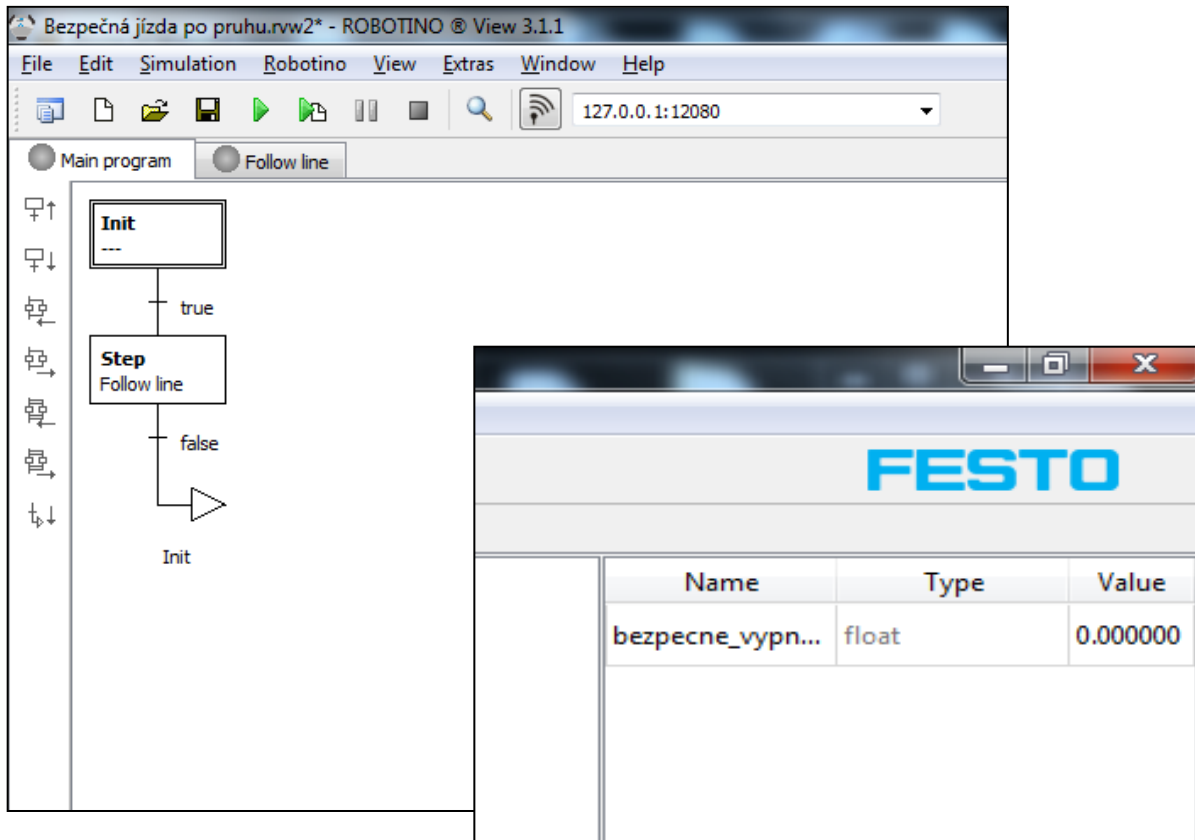 Bezpečná jízda po pruhu.rvw2* - ROBOTINO ® View 3.1.1
File Edit Simulation Robotino View Extras Window Help
127.0.0.1:12080
Main program Follow line
Init
---
true
Step
Follow line
false
Init
FESTO
Name Type Value
bezpecne_vypn... float 0.000000